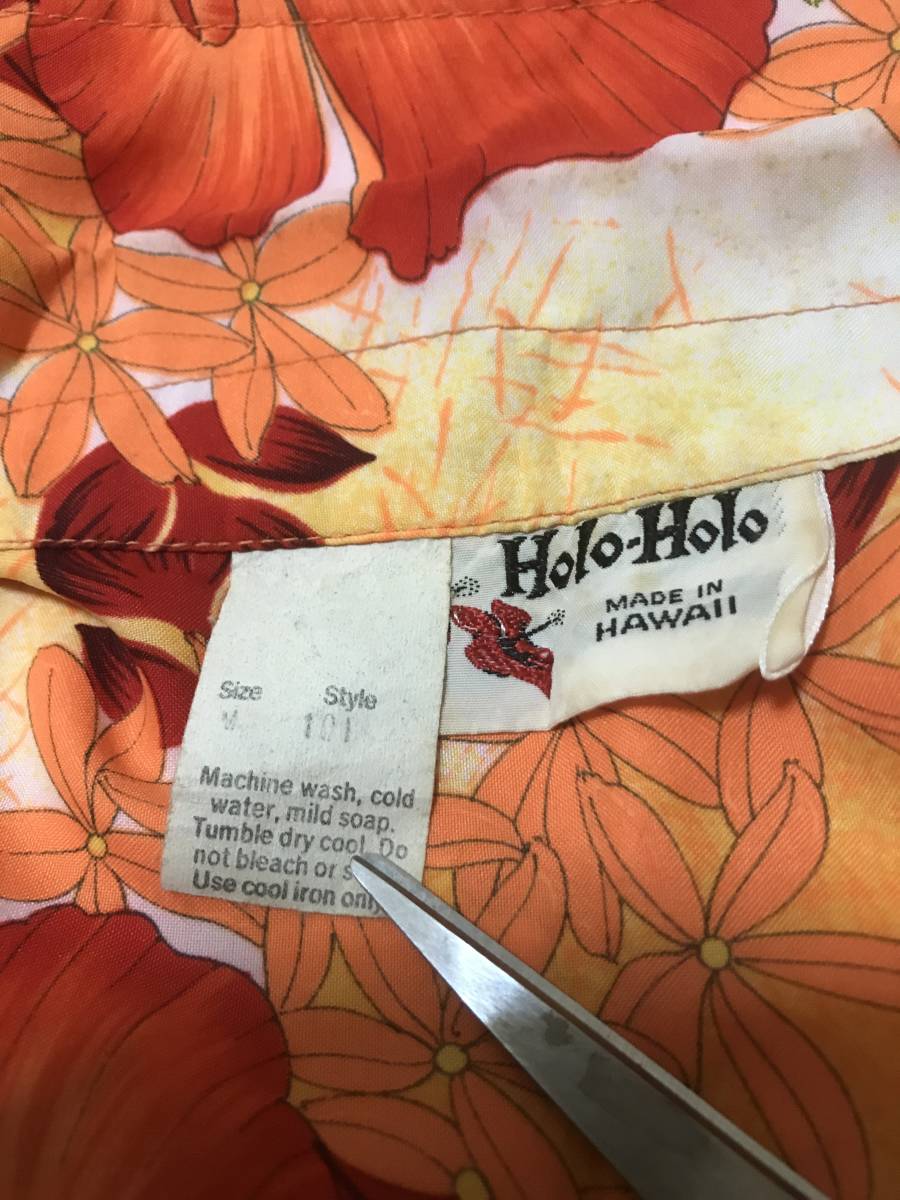 Holo-Holo
MADE IN
HAWAII
Size Style
M 101
Machine wash, cold
water, mild soap.
Tumble dry cool. Do
not bleach or
Use cool iron only